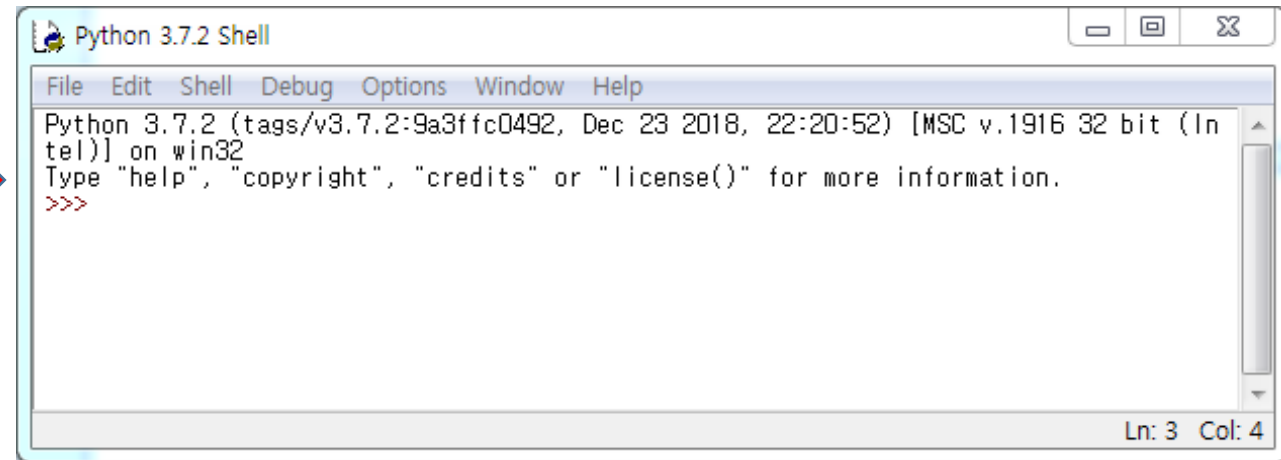 Python 3.7.2 Shell
File Edit Shell Debug Options Window Help
Python 3.7.2 (tags/v3.7.2:9a3ffc0492, Dec 23 2018, 22:20:52) [MSC v.1916 32 bit (In
tel)] on win32
Type "help", "copyright", "credits" or "license()" for more information.
>>>
Ln: 3 Col: 4